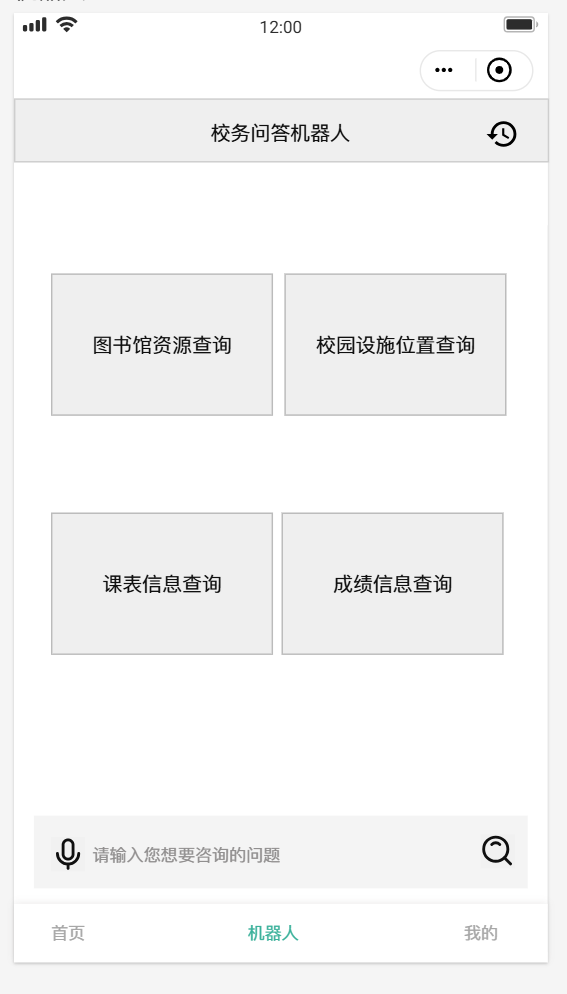 12:00
校务问答机器人
图书馆资源查询
校园设施位置查询
课表信息查询
成绩信息查询
请输入您想要咨询的问题
首页
机器人
我的